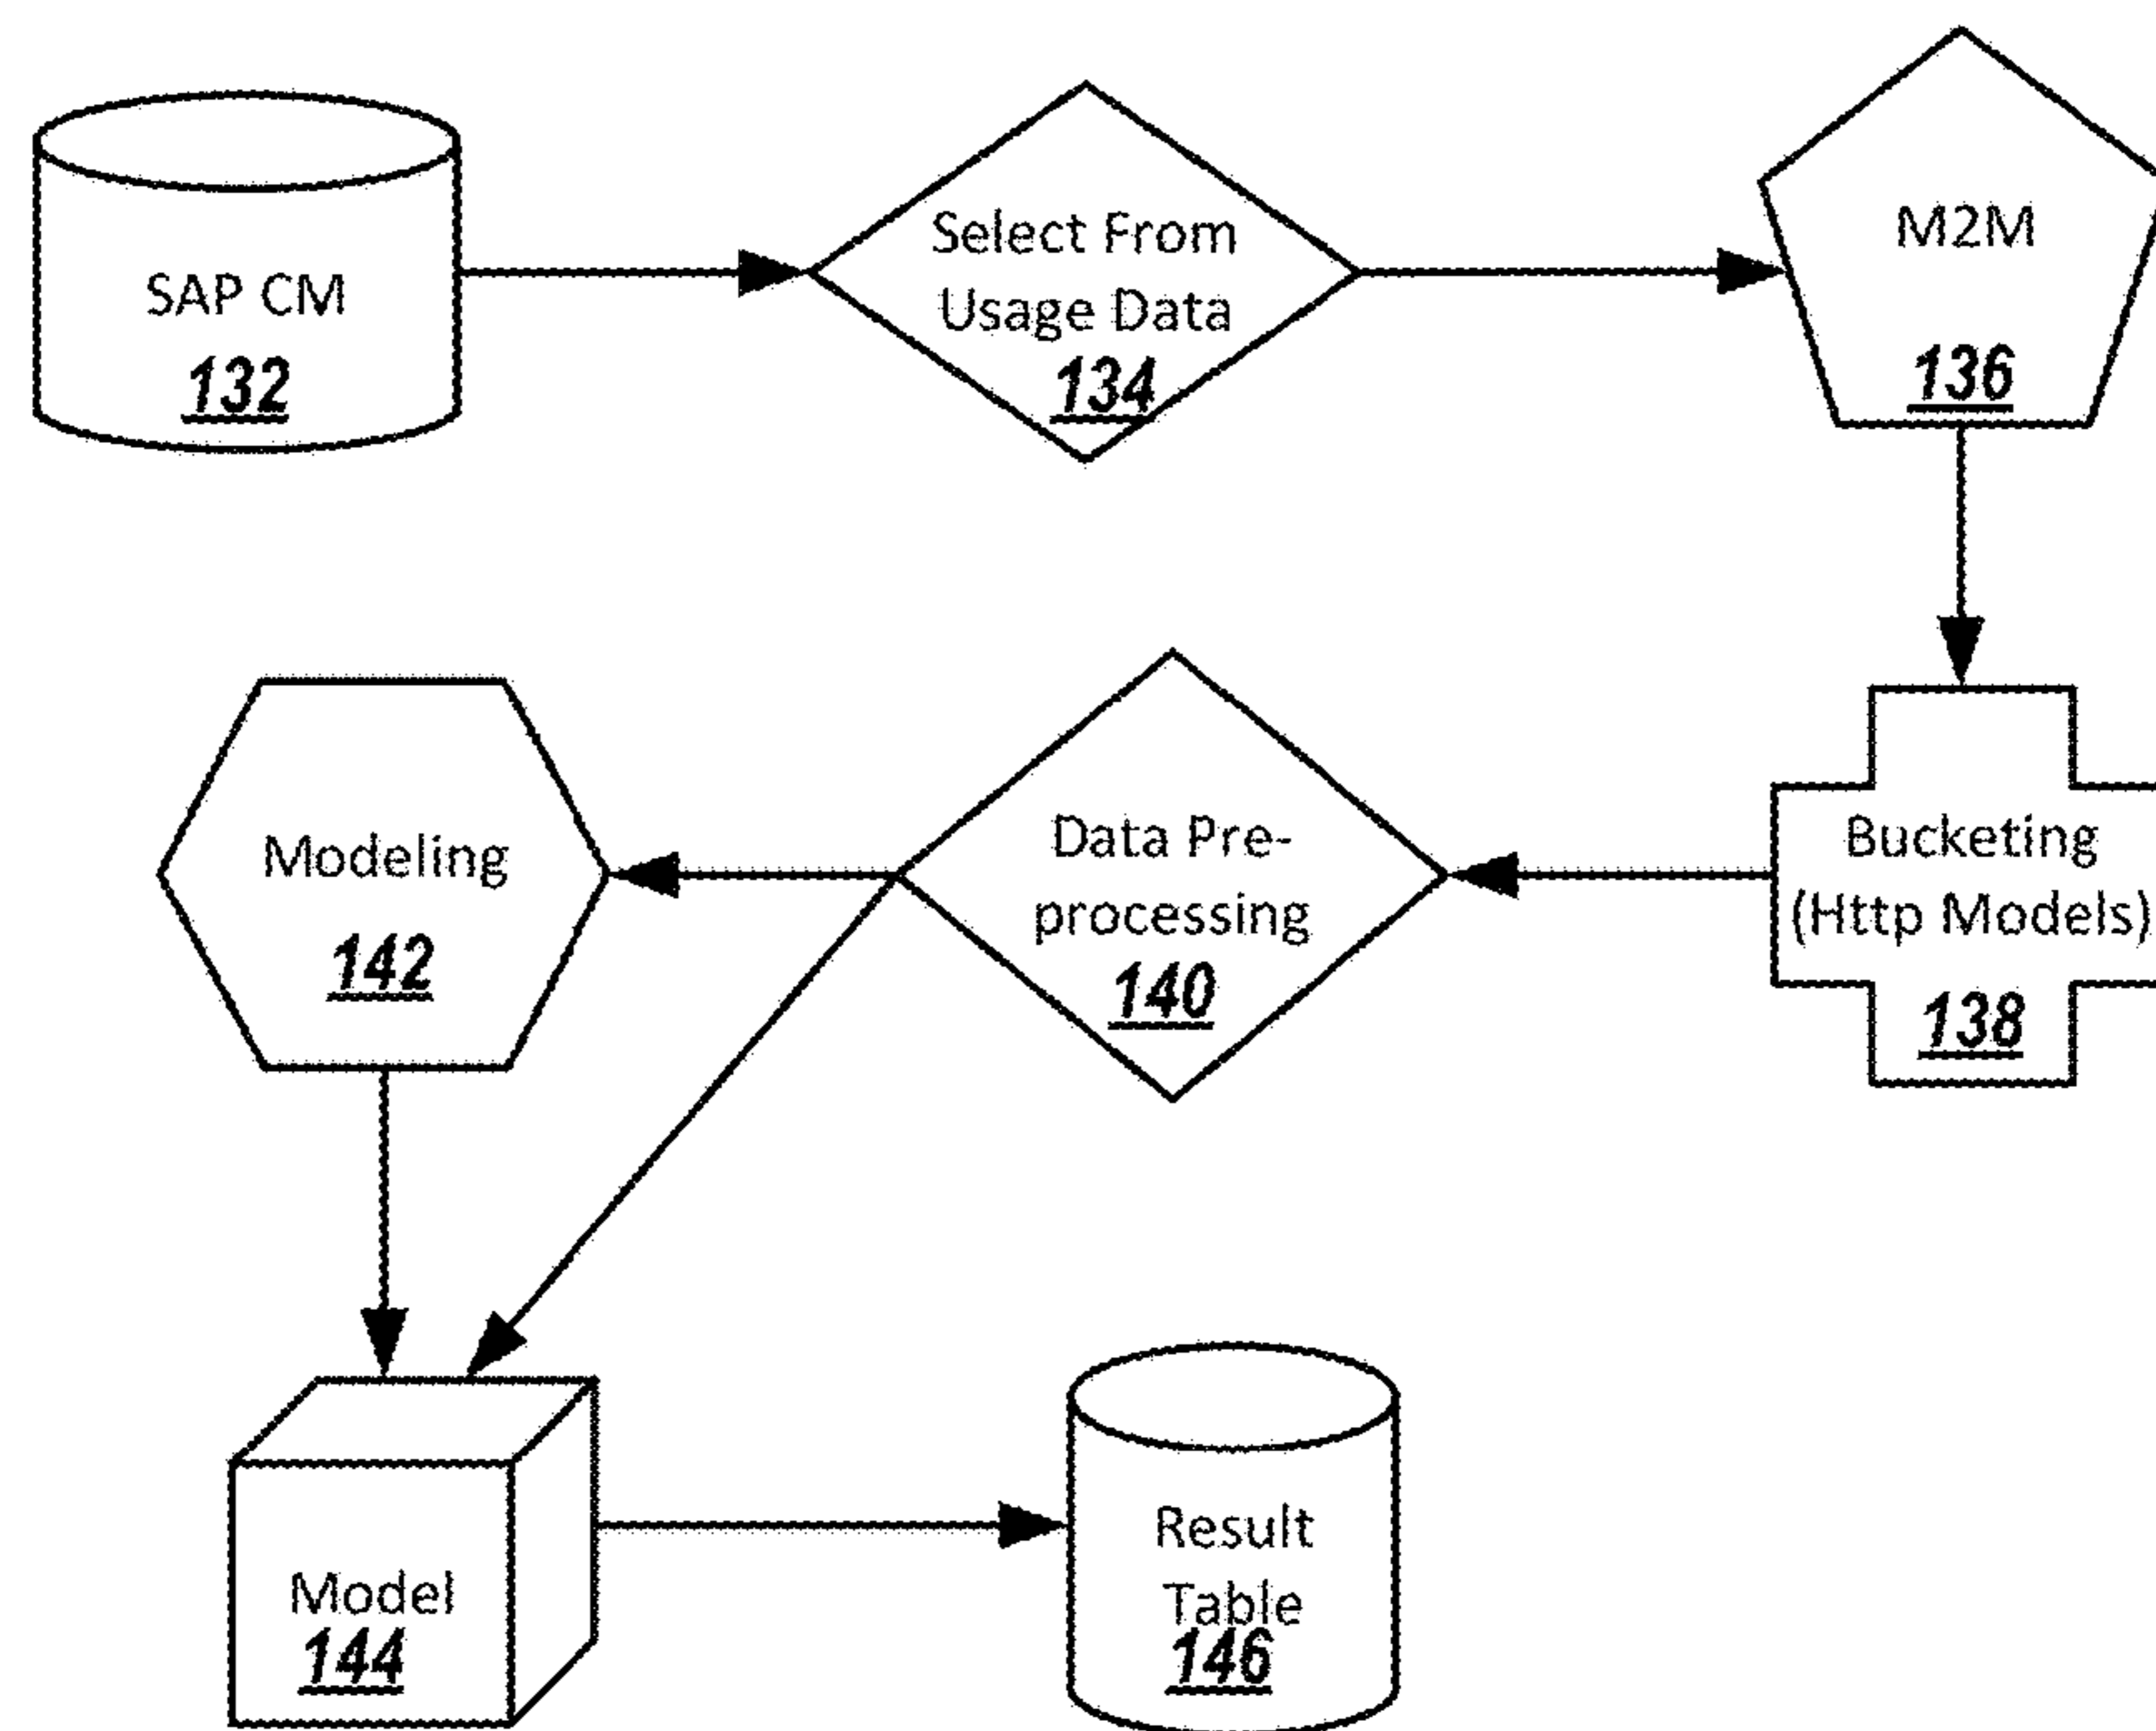 SAP CM
132
Select From
Usage Data
134
M2M
136
Modeling
142
Data Pre-
processing
140
Bucketing
(Http Models)
138
Model
144
Result
Table
146